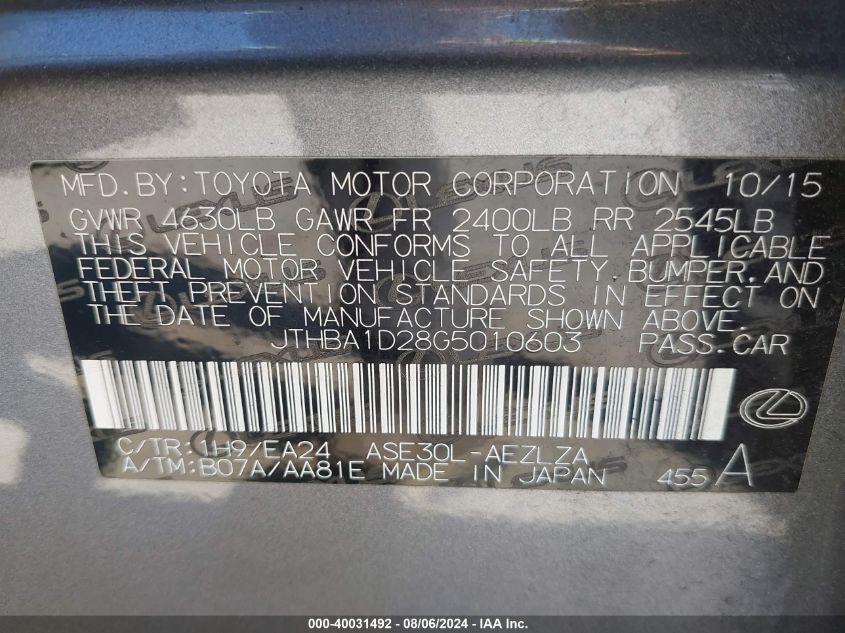 MFD. BY: TOYOTA MOTOR CORPORATION 10/15
GVWR 4630LB GAWR FR 2400LB RR 2545LB
THIS VEHICLE CONFORMS TO ALL APPLICABLE
FEDERAL MOTOR VEHICLE SAFETY, BUMPER, AND
THEFT PREVENTION STANDARDS IN EFFECT ON
THE DATE OF MANUFACTURE SHOWN ABOVE.
JTHBA1D28G5010603 PASS. CAR
C/TR: 1H9/EA24 ASE30L-AEZLZA
A/TM: B07A/AA81E MADE IN JAPAN 455 A
000-40031492 - 08/06/2024 - IAA Inc.